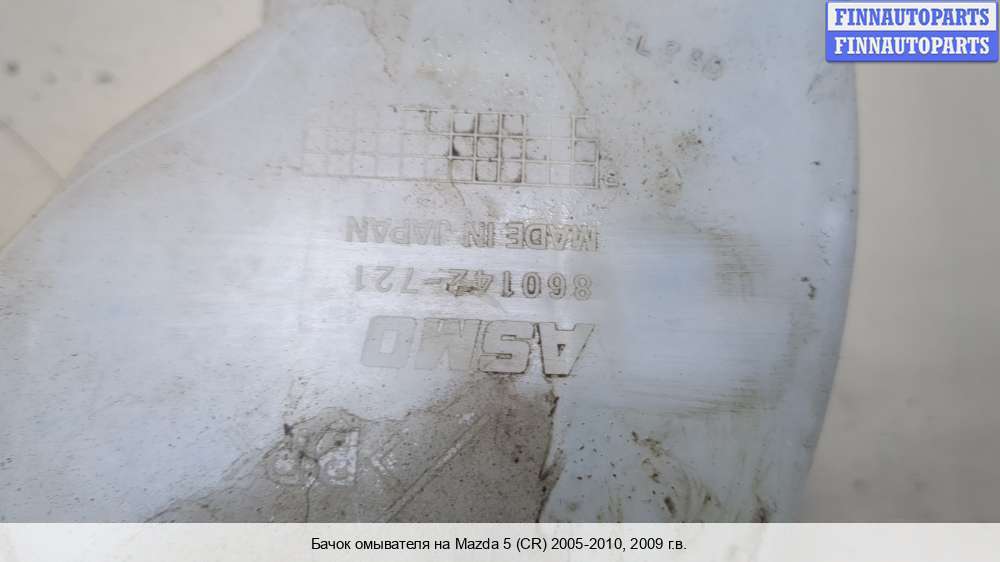 FINNAUTOPARTS
FINNAUTOPARTS
MADE IN JAPAN
860142-721
ASMO
Бачок омывателя на Mazda 5 (CR) 2005-2010, 2009 г.в.